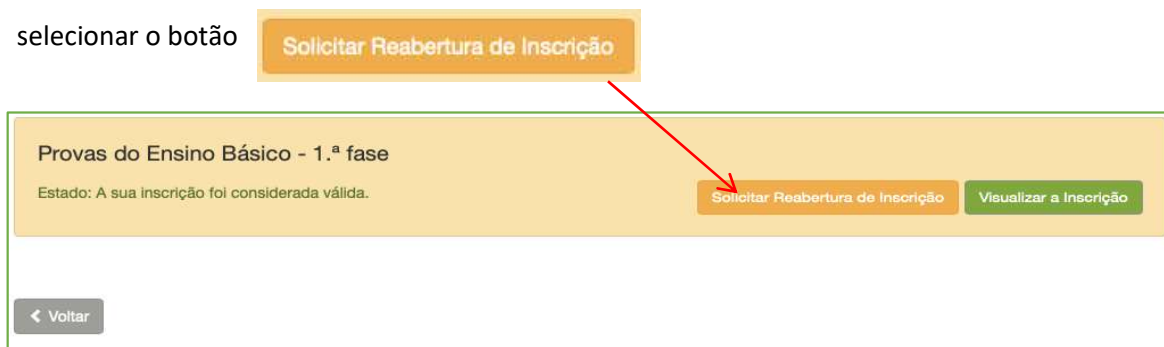 selecionar o botão
Solicitar Reabertura de Inscrição
Provas do Ensino Básico - 1.ª fase
Estado: A sua inscrição foi considerada válida.
Solicitar Reabertura de Inscrição
Visualizar a Inscrição
Voltar